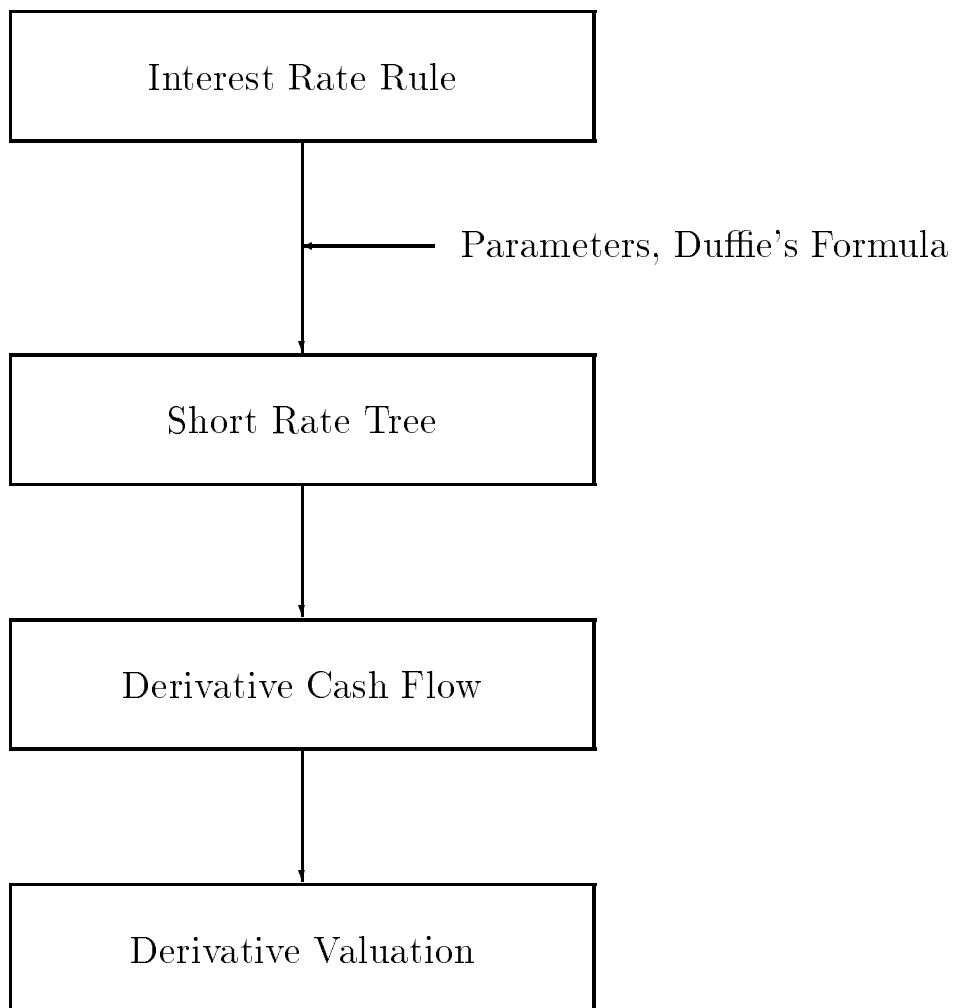 Interest Rate Rule
Parameters, Duffie's Formula
Short Rate Tree
Derivative Cash Flow
Derivative Valuation